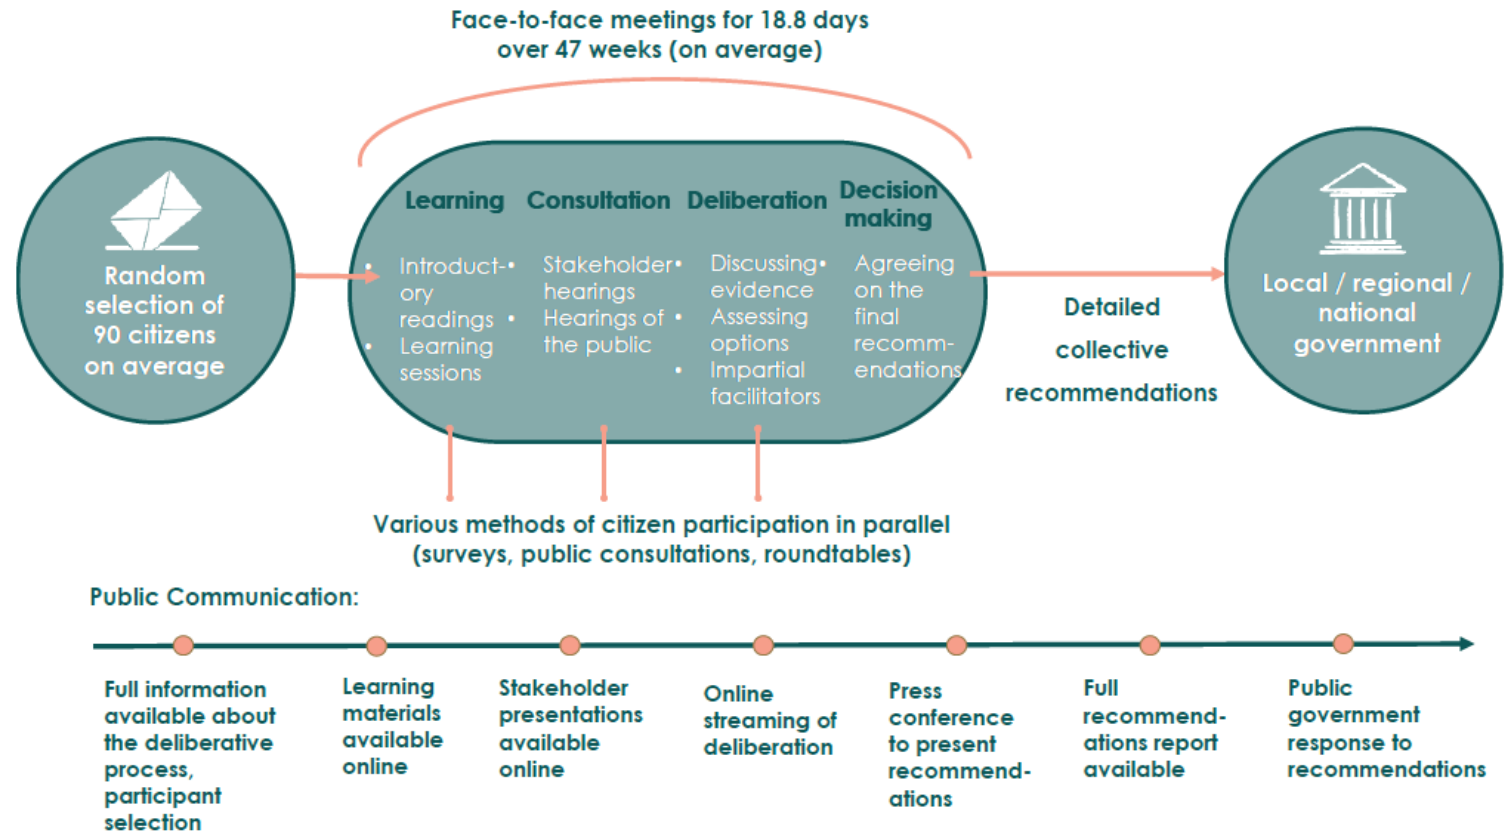 Face-to-face meetings for 18.8 days
over 47 weeks (on average)
Random
selection of
90 citizens
on average
Learning
• Introduct-
ory
readings
• Learning
sessions
Consultation
• Stakeholder
hearings
• Hearings of
the public
Deliberation
• Discussing
evidence
• Assessing
options
• Impartial
facilitators
Decision
making
• Agreeing
on the
final
recomm-
endations
Detailed
collective
recommendations
Local / regional /
national
government
Various methods of citizen participation in parallel
(surveys, public consultations, roundtables)
Public Communication:
Full information
available about
the deliberative
process,
participant
selection
Learning
materials
available
online
Stakeholder
presentations
available
online
Online
streaming of
deliberation
Press
conference
to present
recommend-
ations
Full
recommend-
ations report
available
Public
government
response to
recommendations